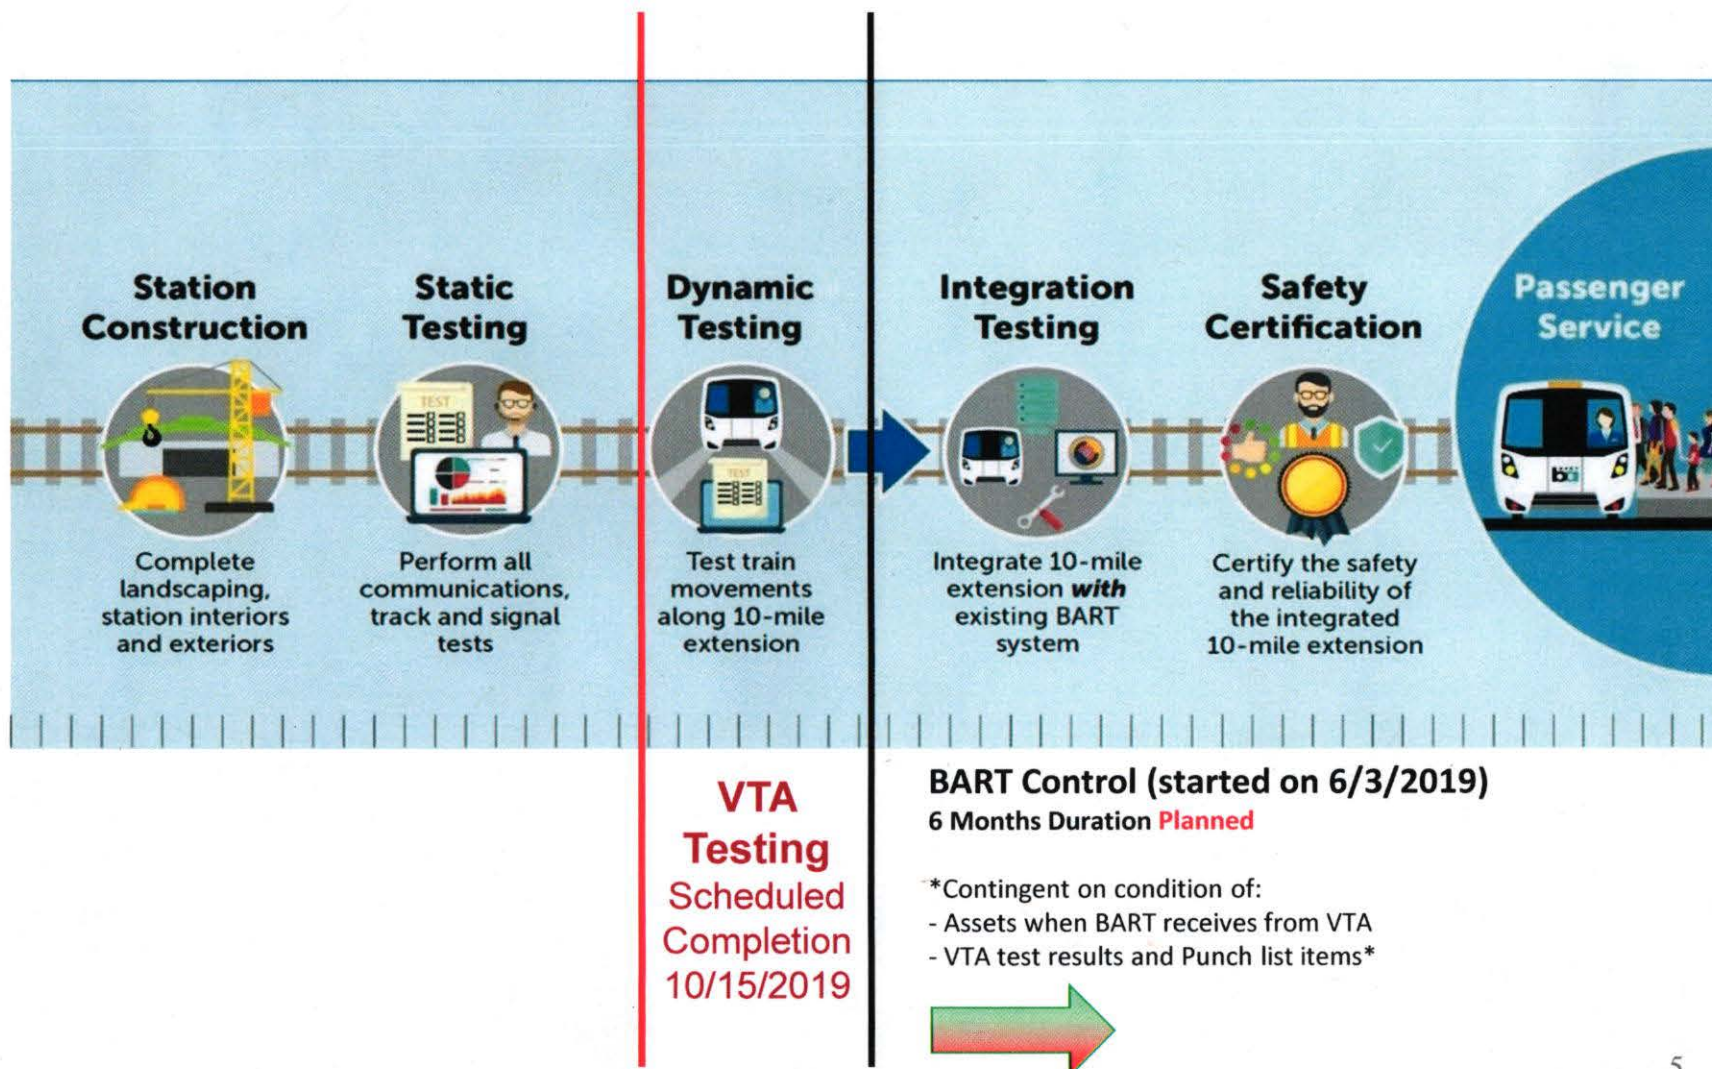 Station
Construction
Static
Testing
Dynamic
Testing
Integration
Testing
Safety
Certification
Passenger
Service
TEST
TEST
ba
Complete
landscaping,
station interiors
and exteriors
Perform all
communications,
track and signal
tests
Test train
movements
along 10-mile
extension
Integrate 10-mile
extension with
existing BART
system
Certify the safety
and reliability of
the integrated
10-mile extension
VTA
Testing
Scheduled
Completion
10/15/2019
BART Control (started on 6/3/2019)
6 Months Duration Planned
*Contingent on condition of:
- Assets when BART receives from VTA
- VTA test results and Punch list items*
5